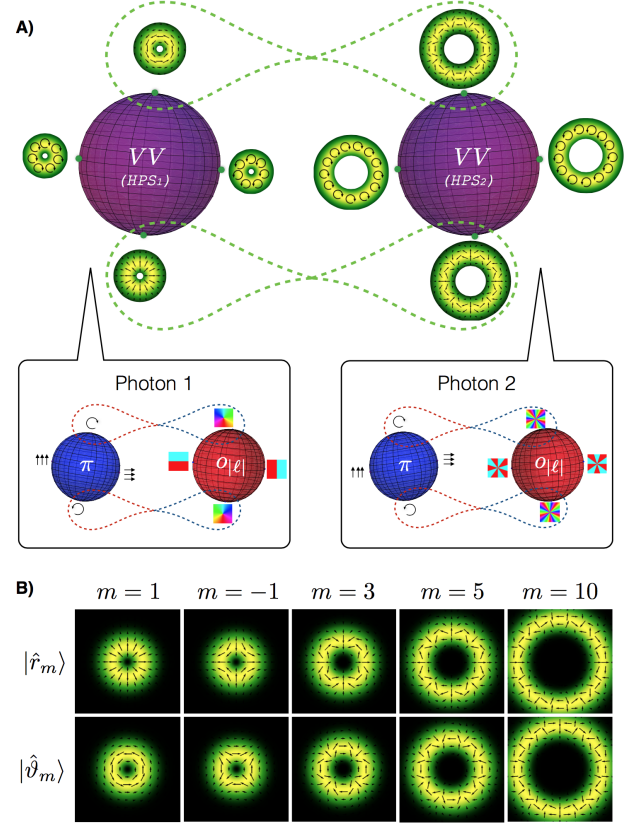 A)
VV
(HPS₁)
VV
(HPS₂)
Photon 1
π
o|ℓ|
Photon 2
π
o|ℓ|
B)
m = 1
m = −1
m = 3
m = 5
m = 10
|r̂ₘ⟩
|ϑ̂ₘ⟩